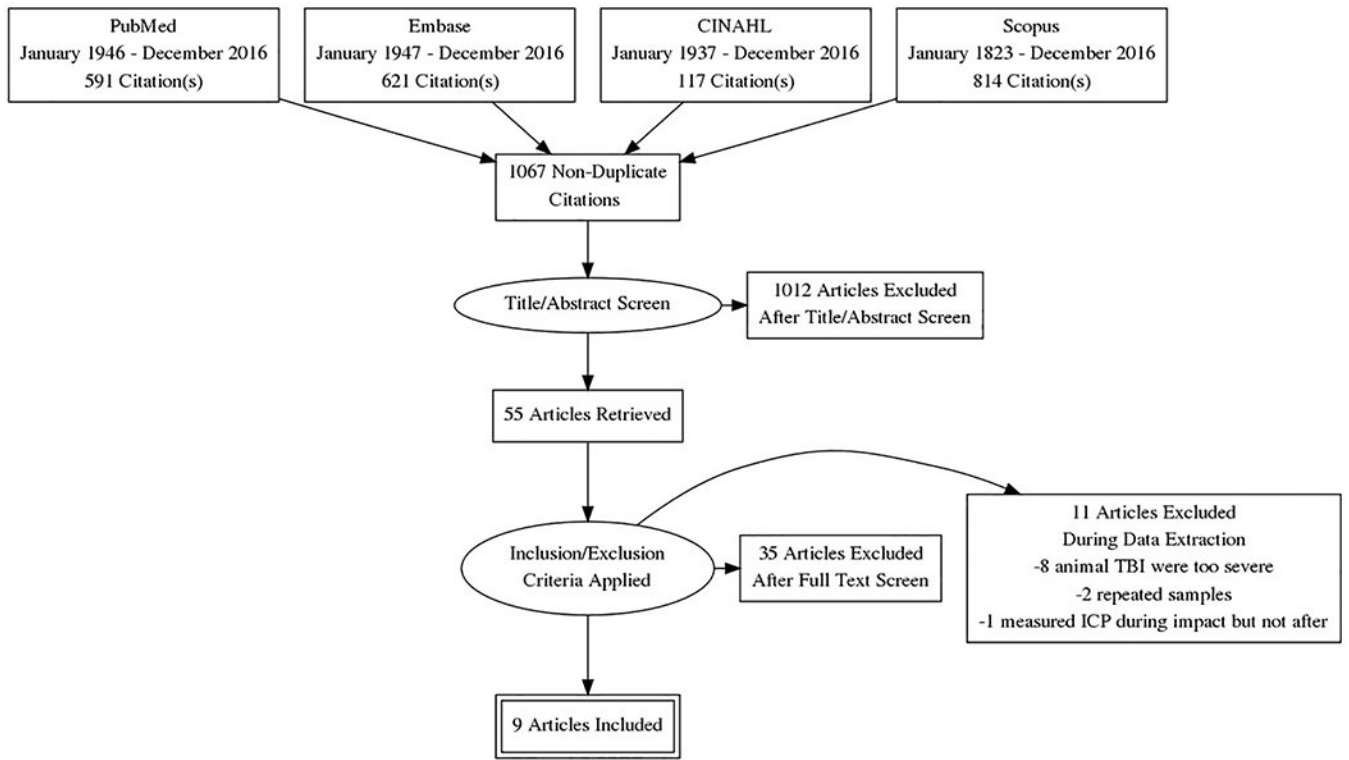 PubMed
January 1946 - December 2016
591 Citation(s)
Embase
January 1947 - December 2016
621 Citation(s)
CINAHL
January 1937 - December 2016
117 Citation(s)
Scopus
January 1823 - December 2016
814 Citation(s)
1067 Non-Duplicate
Citations
Title/Abstract Screen
1012 Articles Excluded
After Title/Abstract Screen
55 Articles Retrieved
Inclusion/Exclusion
Criteria Applied
35 Articles Excluded
After Full Text Screen
11 Articles Excluded
During Data Extraction
-8 animal TBI were too severe
-2 repeated samples
-1 measured ICP during impact but not after
9 Articles Included